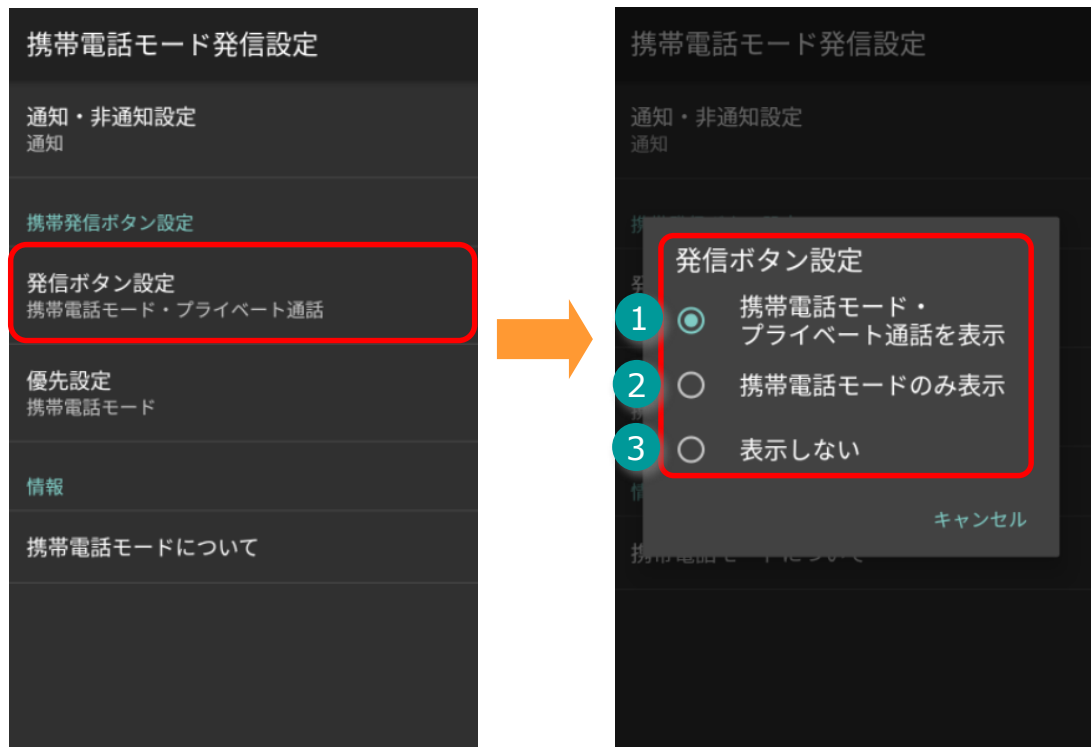 携帯電話モード発信設定
通知・非通知設定
通知
携帯発信ボタン設定
発信ボタン設定
携帯電話モード・プライベート通話
優先設定
携帯電話モード
情報
携帯電話モードについて
携帯電話モード発信設定
通知・非通知設定
通知
発信ボタン設定
1
携帯電話モード・
プライベート通話を表示
2
携帯電話モードのみ表示
3
表示しない
キャンセル